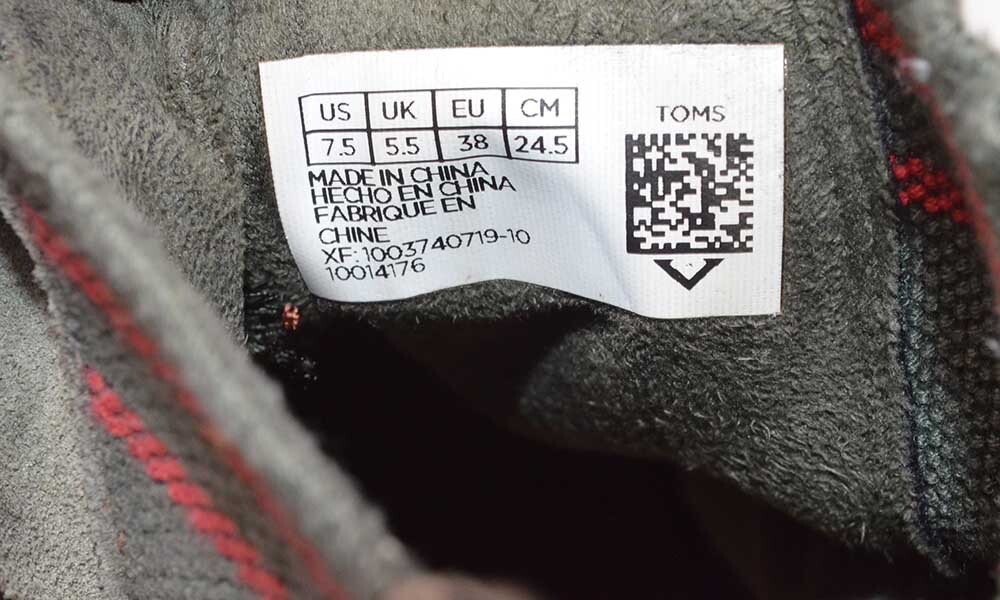 US UK EU CM
7.5 5.5 38 24.5
MADE IN CHINA
HECHO EN CHINA
FABRIQUE EN
CHINE
XF: 1003740719-10
10014176
TOMS